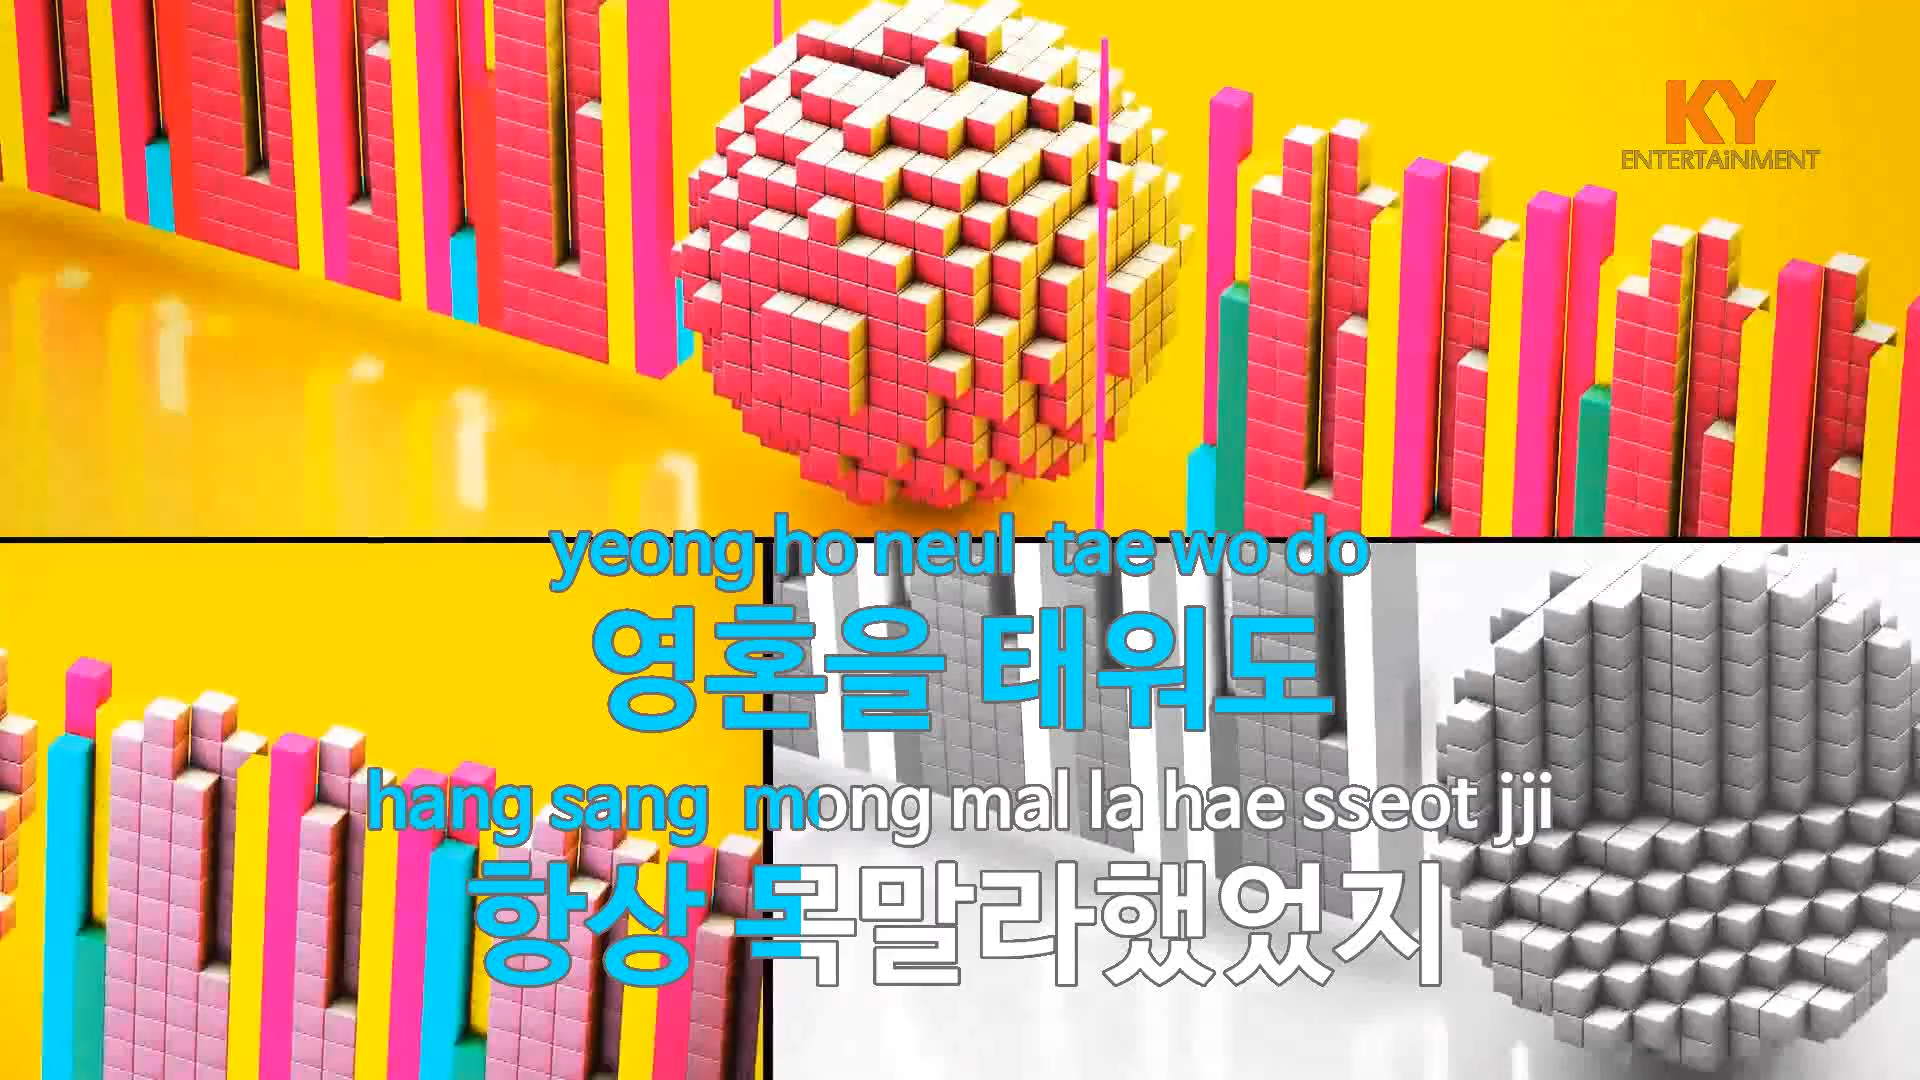 KY
ENTERTAiNMENT
yeong ho neul tae wo do
영혼을 태워도
hang sang mong mal la hae sseot jji
항상 목말라했었지